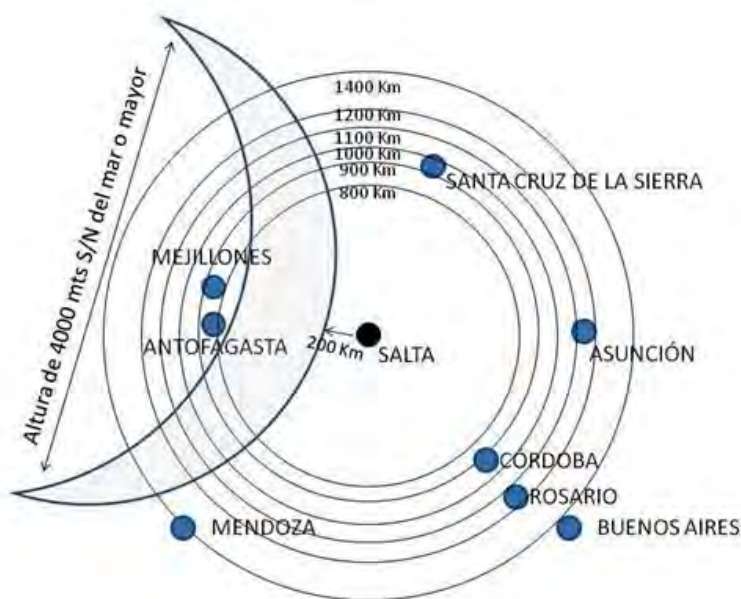 Altura de 4000 mts S/N del mar o mayor
1400 Km
1200 Km
1100 Km
1000 Km
900 Km
800 Km
SANTA CRUZ DE LA SIERRA
MEJILLONES
ANTOFAGASTA
200 Km
SALTA
ASUNCIÓN
CORDOBA
ROSARIO
MENDOZA
BUENOS AIRES